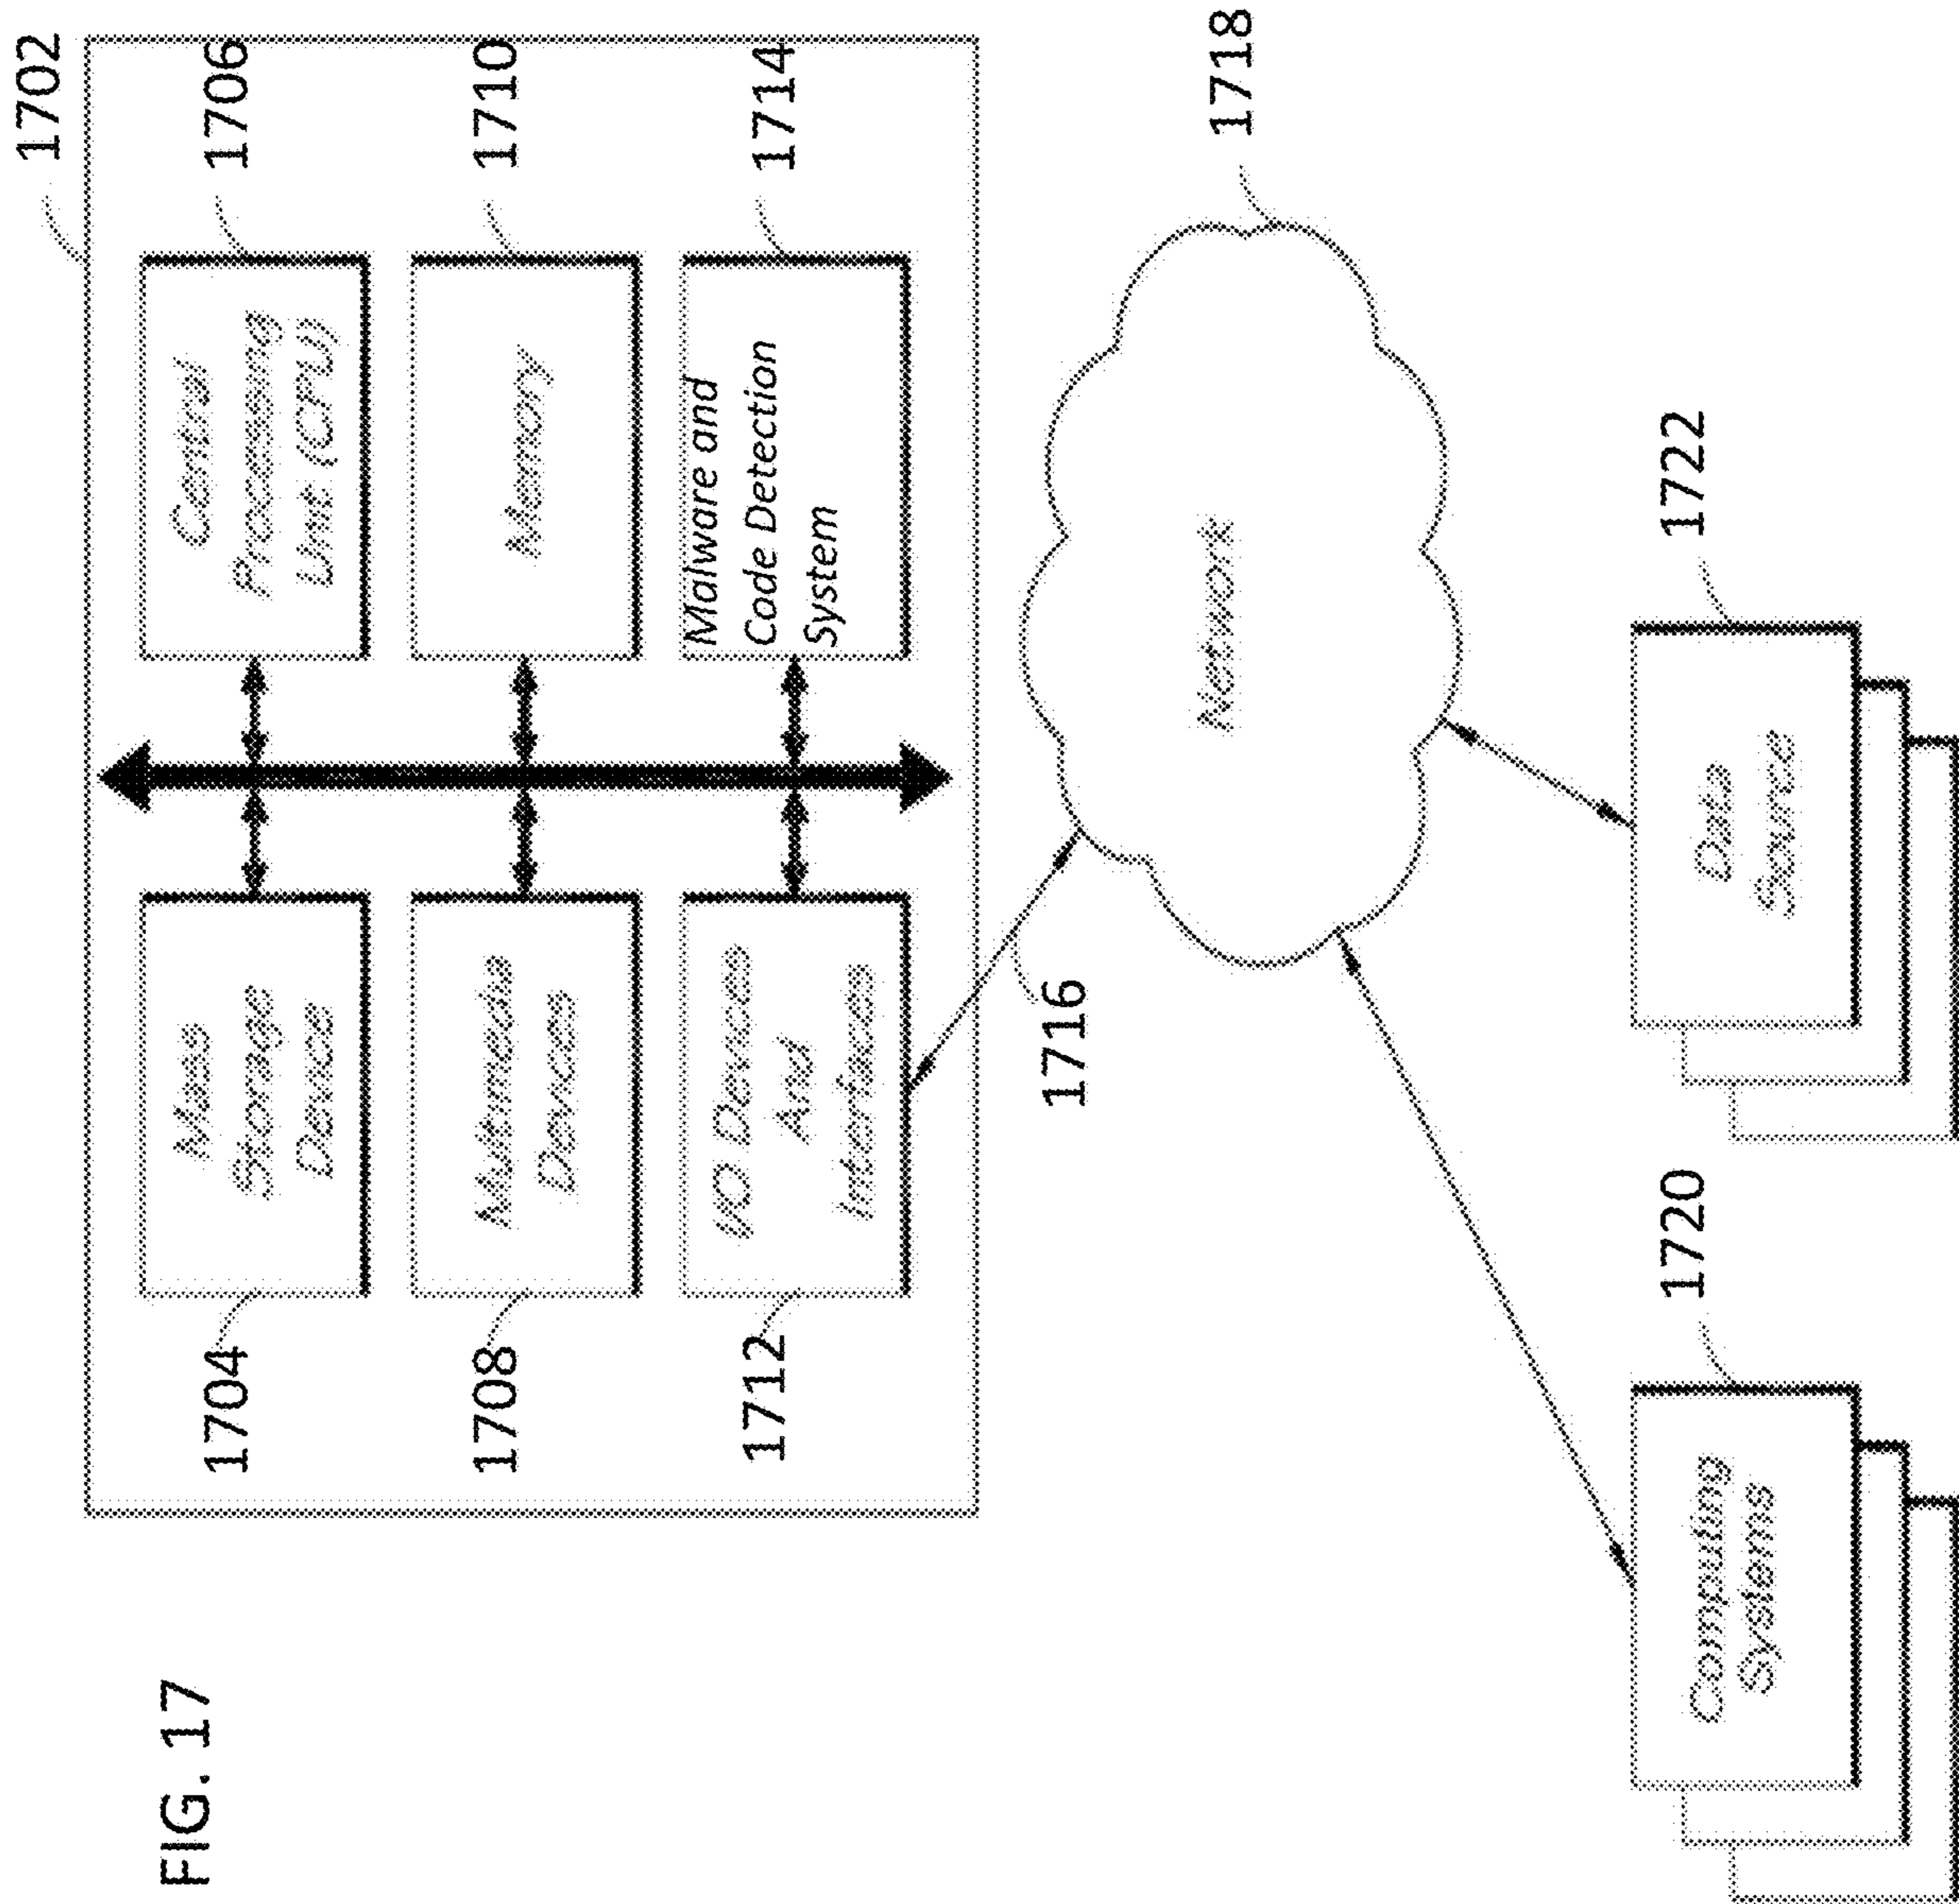 FIG. 17
1702
1704
Mass
Storage
Device
Central
Processing
Unit (CPU)
1706
1708
Multimedia
Devices
Memory
1710
1712
I/O Devices
And
Interfaces
Malware and
Code Detection
System
1714
1716
Network
1718
Computing
Systems
1720
Data
Source
1722